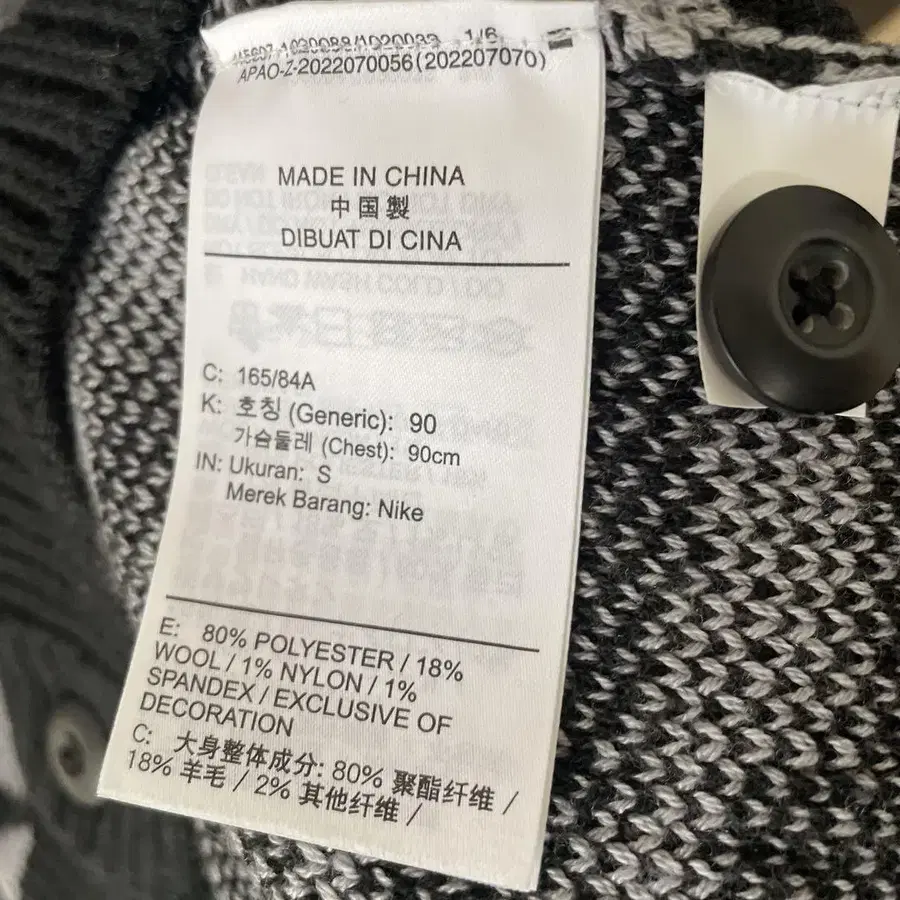 1/6
APAO-Z-2022070056(202207070)
MADE IN CHINA
中国製
DIBUAT DI CINA
C: 165/84A
K: 호칭 (Generic): 90
가슴둘레 (Chest): 90cm
IN: Ukuran: S
Merek Barang: Nike
E: 80% POLYESTER / 18%
WOOL / 1% NYLON / 1%
SPANDEX / EXCLUSIVE OF
DECORATION
C: 大身整体成分: 80% 聚酯纤维 /
18% 羊毛 / 2% 其他纤维 /